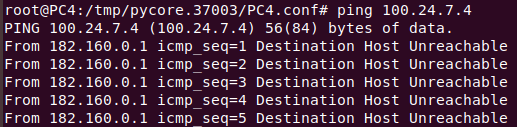 root@PC4:/tmp/pycore.37003/PC4.conf# ping 100.24.7.4
PING 100.24.7.4 (100.24.7.4) 56(84) bytes of data.
From 182.160.0.1 icmp_seq=1 Destination Host Unreachable
From 182.160.0.1 icmp_seq=2 Destination Host Unreachable
From 182.160.0.1 icmp_seq=3 Destination Host Unreachable
From 182.160.0.1 icmp_seq=4 Destination Host Unreachable
From 182.160.0.1 icmp_seq=5 Destination Host Unreachable